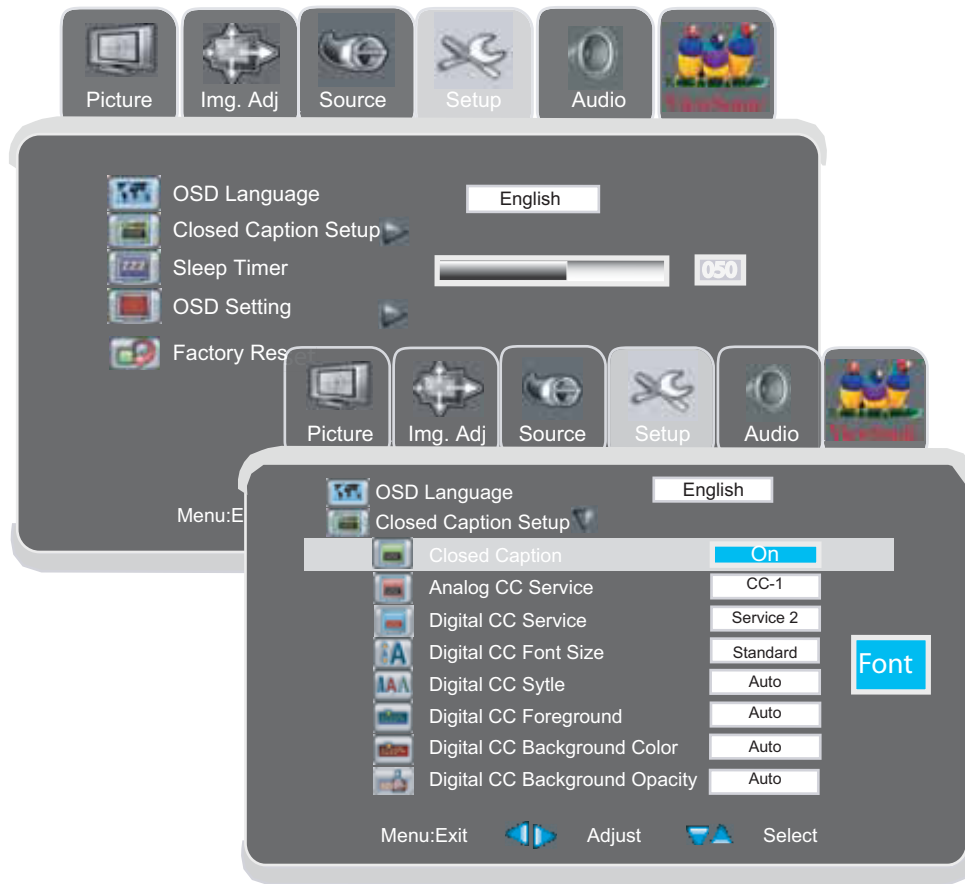 Picture Img. Adj Source Setup Audio ViewSonic
OSD Language English
Closed Caption Setup
Sleep Timer 050
OSD Setting
Factory Reset
Menu:E
Picture Img. Adj Source Setup Audio ViewSonic
OSD Language English
Closed Caption Setup
Closed Caption On
Analog CC Service CC-1
Digital CC Service Service 2
Digital CC Font Size Standard
Digital CC Sytle Auto
Digital CC Foreground Auto
Digital CC Background Color Auto
Digital CC Background Opacity Auto
Font
Menu:Exit Adjust Select